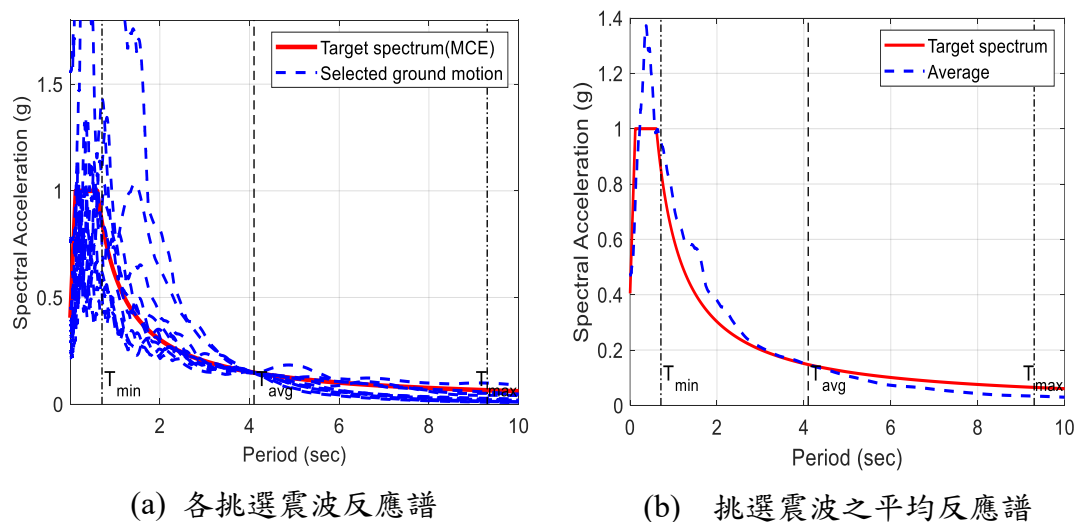 Target spectrum(MCE)
Selected ground motion
1.5
1
0.5
0
Spectral Acceleration (g)
T min
T avg
T max
2
4
6
8
10
Period (sec)
(a) 各挑選震波反應譜
Target spectrum
Average
1.4
1.2
1
0.8
0.6
0.4
0.2
0
Spectral Acceleration (g)
T min
T avg
T max
0
2
4
6
8
10
Period (sec)
(b) 挑選震波之平均反應譜